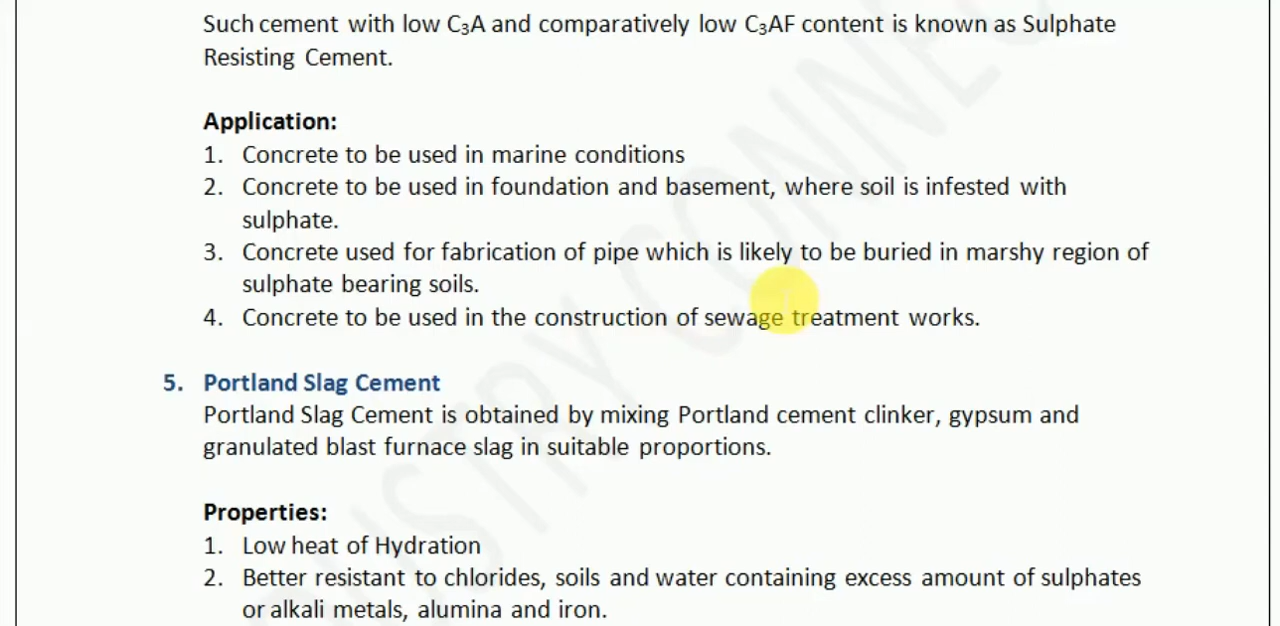 Such cement with low C₃A and comparatively low C₃AF content is known as Sulphate
Resisting Cement.
Application:
1. Concrete to be used in marine conditions
2. Concrete to be used in foundation and basement, where soil is infested with
sulphate.
3. Concrete used for fabrication of pipe which is likely to be buried in marshy region of
sulphate bearing soils.
4. Concrete to be used in the construction of sewage treatment works.
5. Portland Slag Cement
Portland Slag Cement is obtained by mixing Portland cement clinker, gypsum and
granulated blast furnace slag in suitable proportions.
Properties:
1. Low heat of Hydration
2. Better resistant to chlorides, soils and water containing excess amount of sulphates
or alkali metals, alumina and iron.